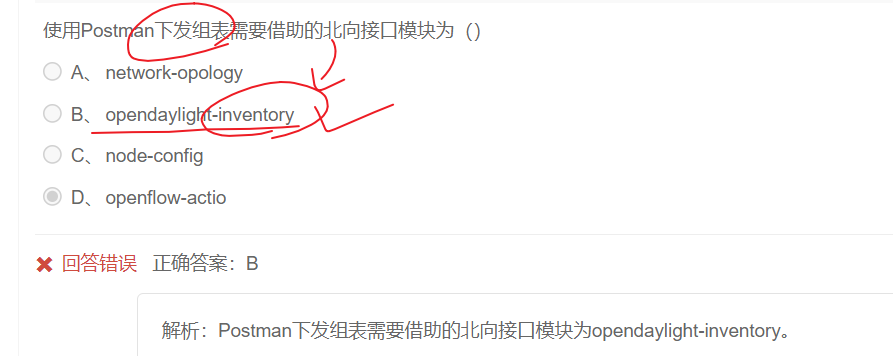 使用Postman下发组表需要借助的北向接口模块为（）
A、 network-opology
B、 opendaylight-inventory
C、 node-config
D、 openflow-actio
回答错误 正确答案：B
解析：Postman下发组表需要借助的北向接口模块为opendaylight-inventory。